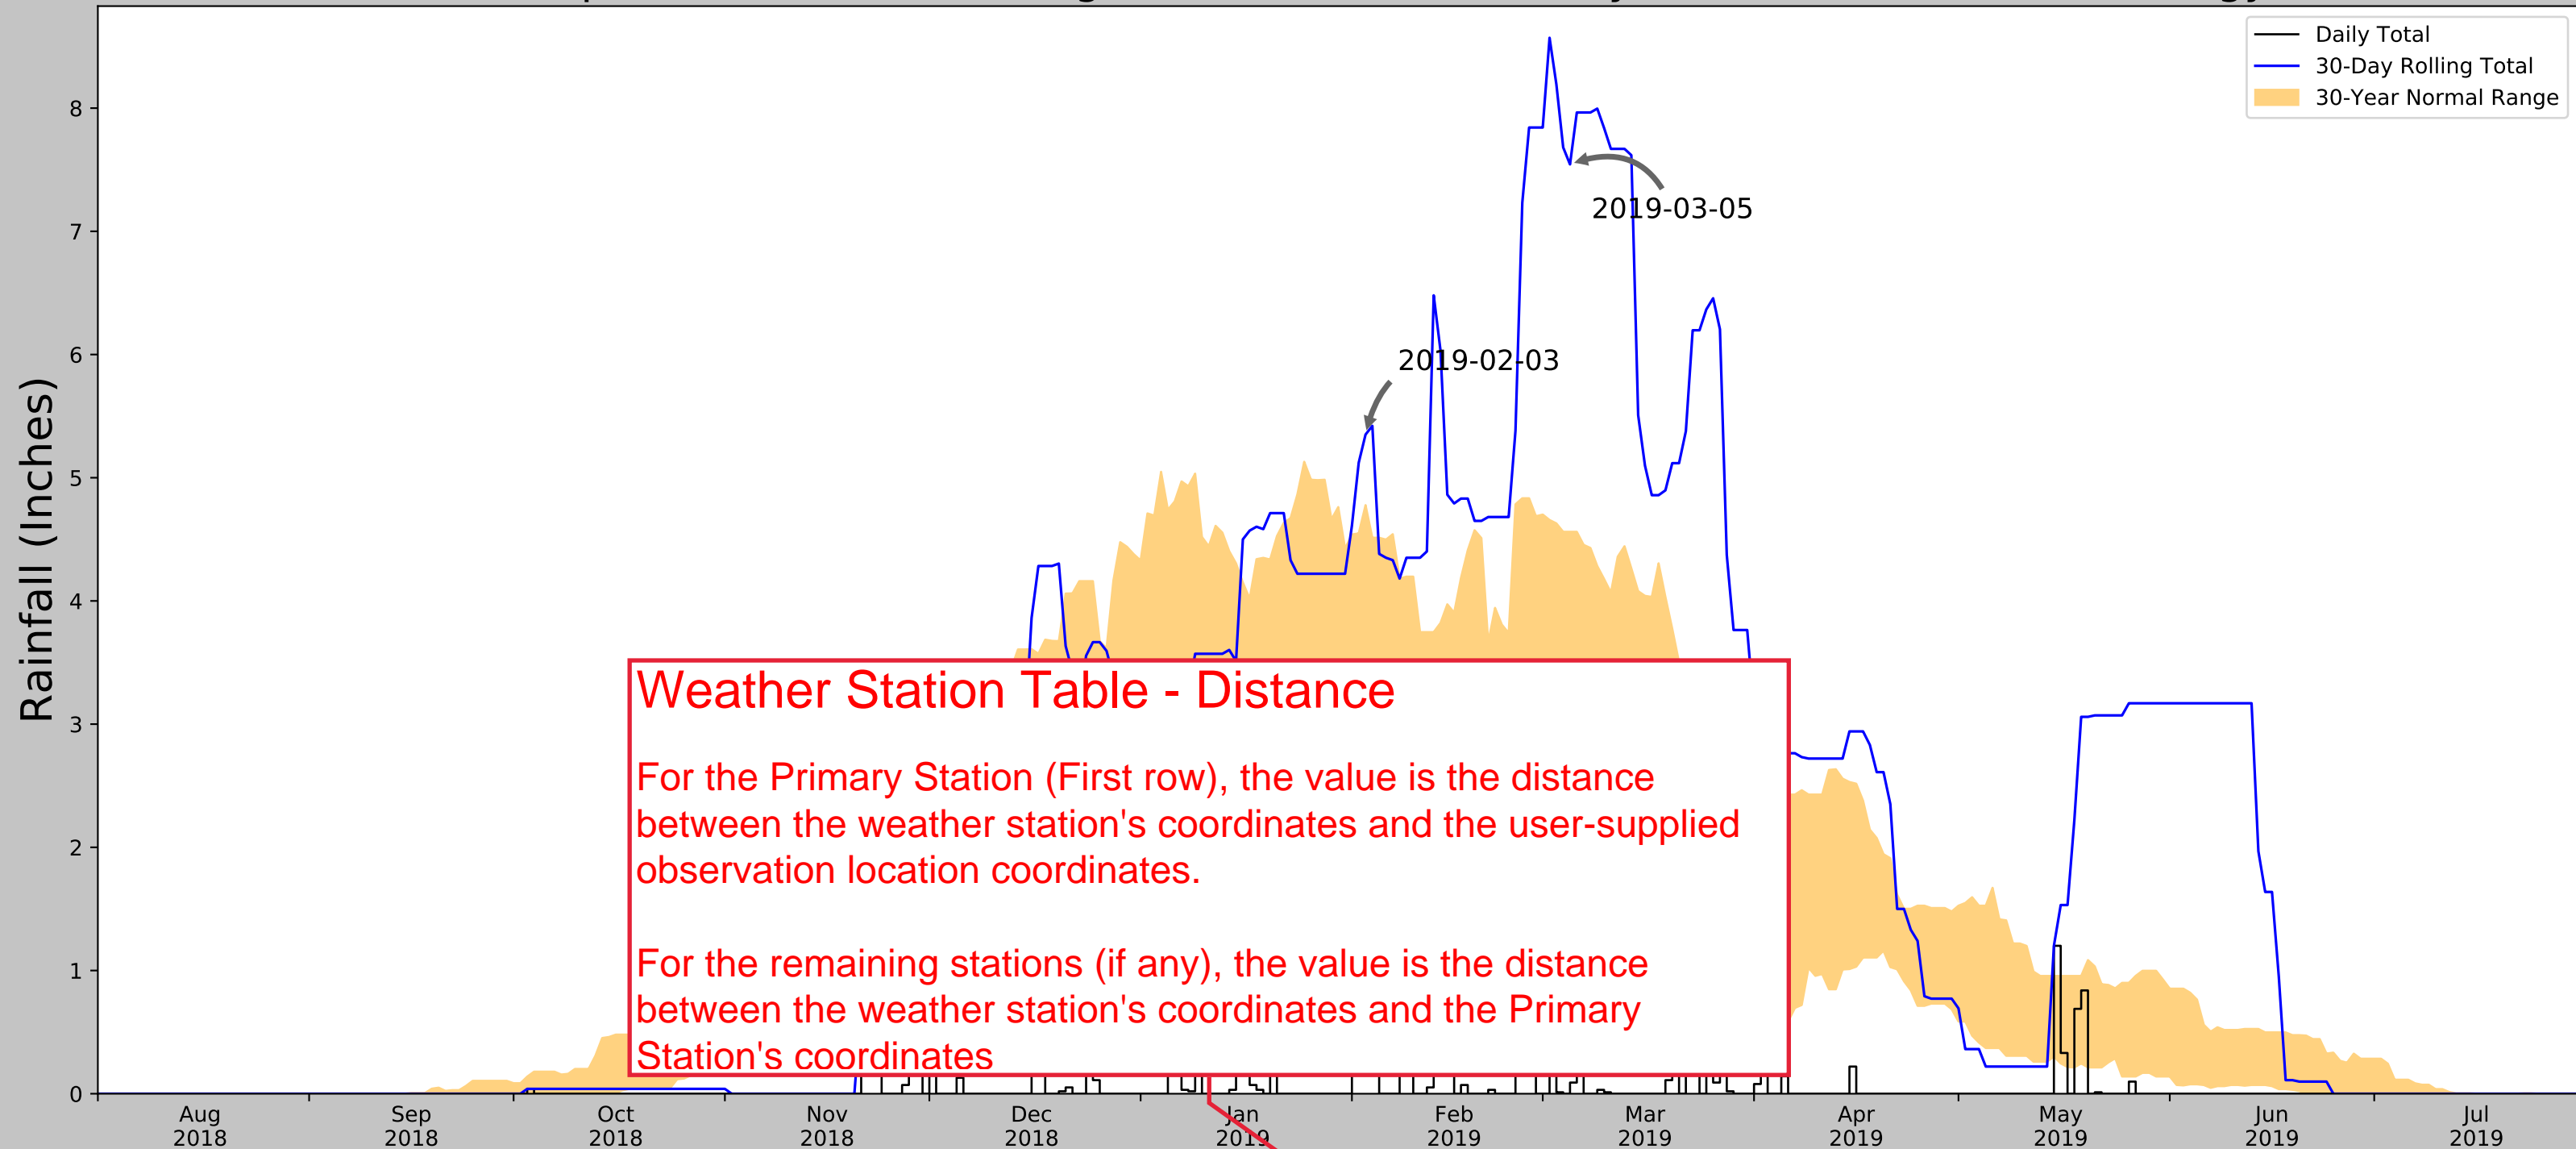 Daily Total
30-Day Rolling Total
30-Year Normal Range
8
7
6
5
4
3
2
1
0
Rainfall (Inches)
2019-03-05
2019-02-03
Weather Station Table - Distance
For the Primary Station (First row), the value is the distance
between the weather station's coordinates and the user-supplied
observation location coordinates.
For the remaining stations (if any), the value is the distance
between the weather station's coordinates and the Primary
Station's coordinates
Aug Sep Oct Nov Dec Jan Feb Mar Apr May Jun Jul
2018 2018 2018 2018 2018 2019 2019 2019 2019 2019 2019 2019